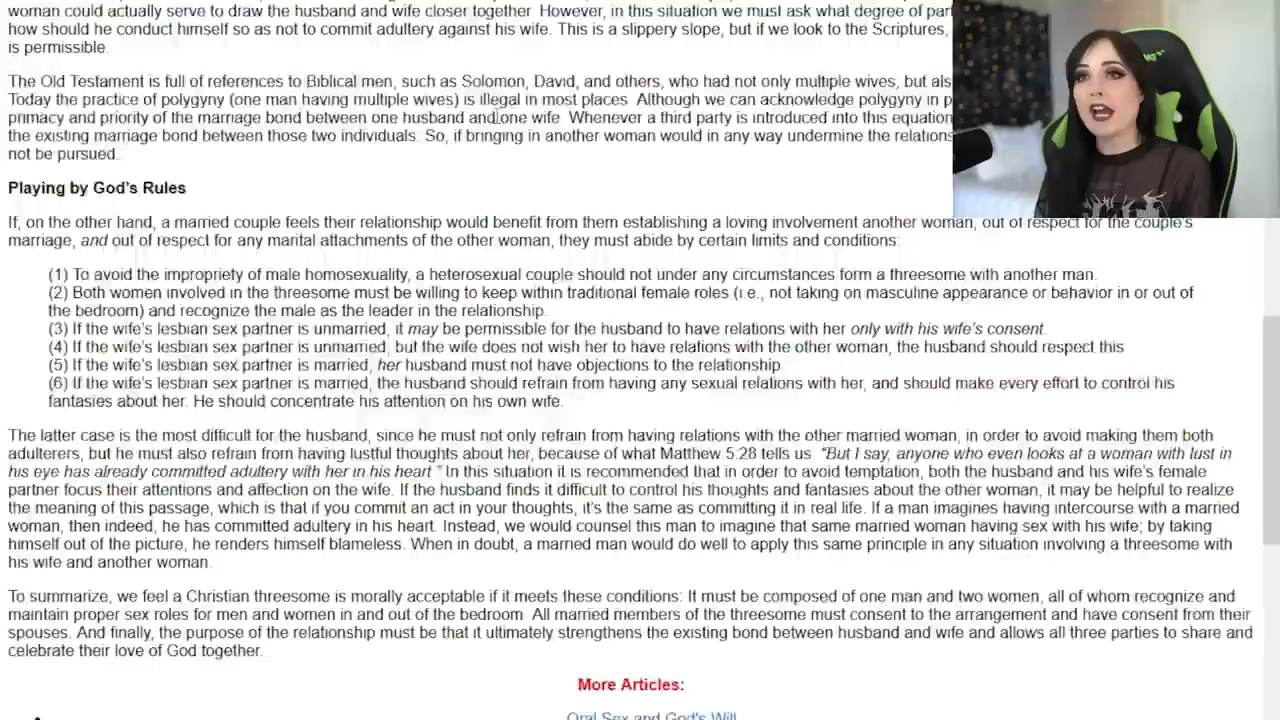 woman could actually serve to draw the husband and wife closer together. However, in this situation we must ask what degree of par
how should he conduct himself so as not to commit adultery against his wife. This is a slippery slope, but if we look to the Scriptures,
is permissible.
The Old Testament is full of references to Biblical men, such as Solomon, David, and others, who had not only multiple wives, but als
Today the practice of polygyny (one man having multiple wives) is illegal in most places. Although we can acknowledge polygyny in p
primacy and priority of the marriage bond between one husband and one wife. Whenever a third party is introduced into this equation
the existing marriage bond between those two individuals. So, if bringing in another woman would in any way undermine the relations
not be pursued.
Playing by God's Rules
If, on the other hand, a married couple feels their relationship would benefit from them establishing a loving involvement another woman, out of respect for the couple's
marriage, and out of respect for any marital attachments of the other woman, they must abide by certain limits and conditions:
(1) To avoid the impropriety of male homosexuality, a heterosexual couple should not under any circumstances form a threesome with another man.
(2) Both women involved in the threesome must be willing to keep within traditional female roles (i.e., not taking on masculine appearance or behavior in or out of
the bedroom) and recognize the male as the leader in the relationship.
(3) If the wife's lesbian sex partner is unmarried, it may be permissible for the husband to have relations with her only with his wife's consent.
(4) If the wife's lesbian sex partner is unmarried, but the wife does not wish her to have relations with the other woman, the husband should respect this
(5) If the wife's lesbian sex partner is married, her husband must not have objections to the relationship.
(6) If the wife's lesbian sex partner is married, the husband should refrain from having any sexual relations with her, and should make every effort to control his
fantasies about her. He should concentrate his attention on his own wife.
The latter case is the most difficult for the husband, since he must not only refrain from having relations with the other married woman, in order to avoid making them both
adulterers, but he must also refrain from having lustful thoughts about her, because of what Matthew 5:28 tells us "But I say, anyone who even looks at a woman with lust in
his eye has already committed adultery with her in his heart." In this situation it is recommended that in order to avoid temptation, both the husband and his wife's female
partner focus their attentions and affection on the wife. If the husband finds it difficult to control his thoughts and fantasies about the other woman, it may be helpful to realize
the meaning of this passage, which is that if you commit an act in your thoughts, it's the same as committing it in real life. If a man imagines having intercourse with a married
woman, then indeed, he has committed adultery in his heart. Instead, we would counsel this man to imagine that same married woman having sex with his wife; by taking
himself out of the picture, he renders himself blameless. When in doubt, a married man would do well to apply this same principle in any situation involving a threesome with
his wife and another woman.
To summarize, we feel a Christian threesome is morally acceptable if it meets these conditions: It must be composed of one man and two women, all of whom recognize and
maintain proper sex roles for men and women in and out of the bedroom. All married members of the threesome must consent to the arrangement and have consent from their
spouses. And finally, the purpose of the relationship must be that it ultimately strengthens the existing bond between husband and wife and allows all three parties to share and
celebrate their love of God together.
More Articles:
Oral Sex and God's Will